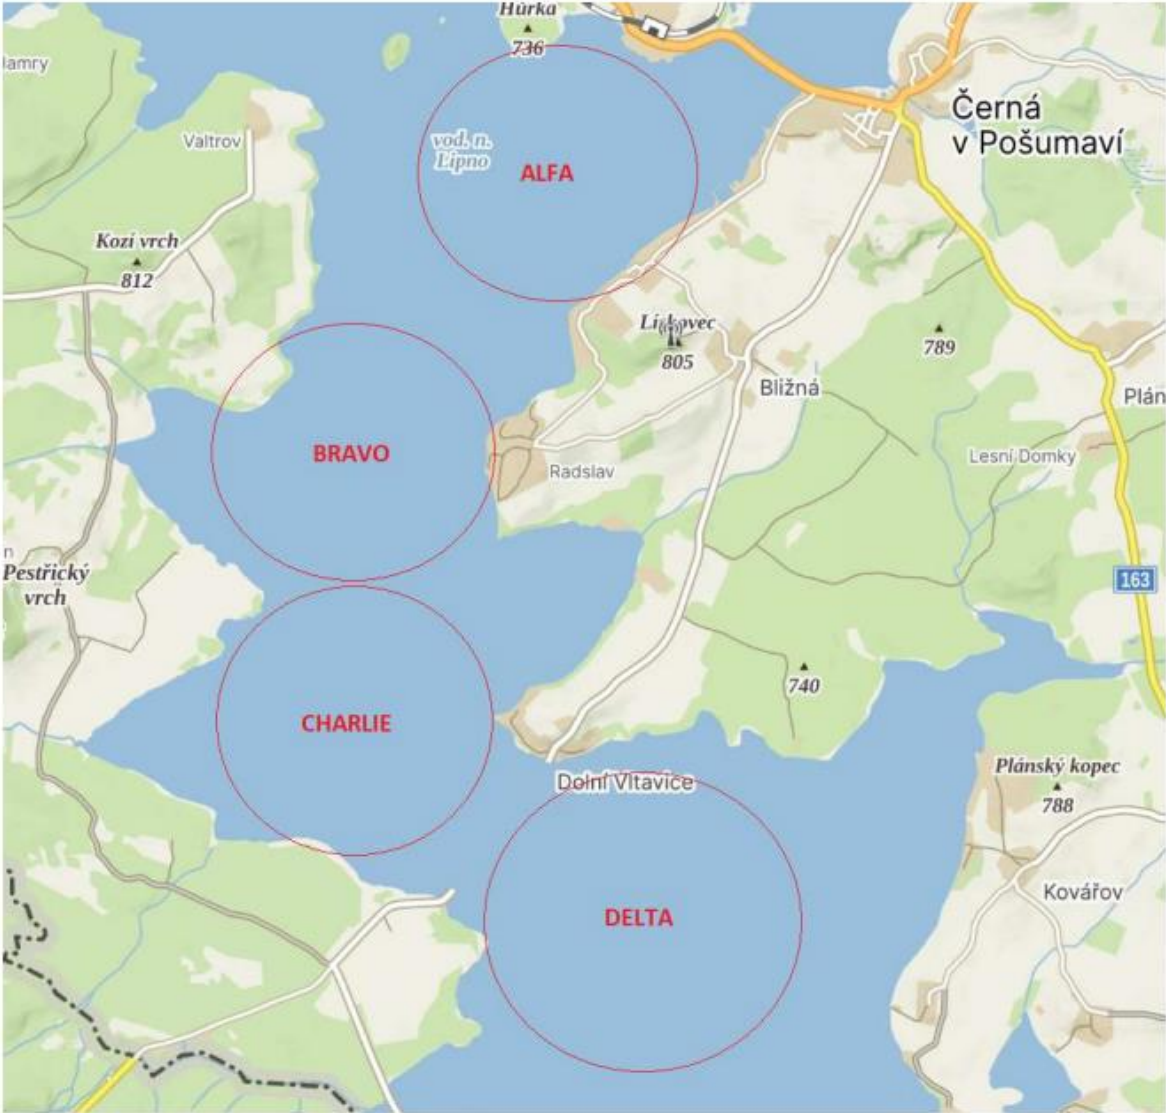 Hůrka
736
lamry
Černá
v Pošumaví
Valtrov
vod. n.
Lipno
ALFA
Kozí vrch
812
Lískovec
805
789
Bližná
Plán
BRAVO
Radslav
Lesní Domky
n
Pestřický
vrch
163
740
CHARLIE
Dolní Vltavice
Plánský kopec
788
Kovářov
DELTA